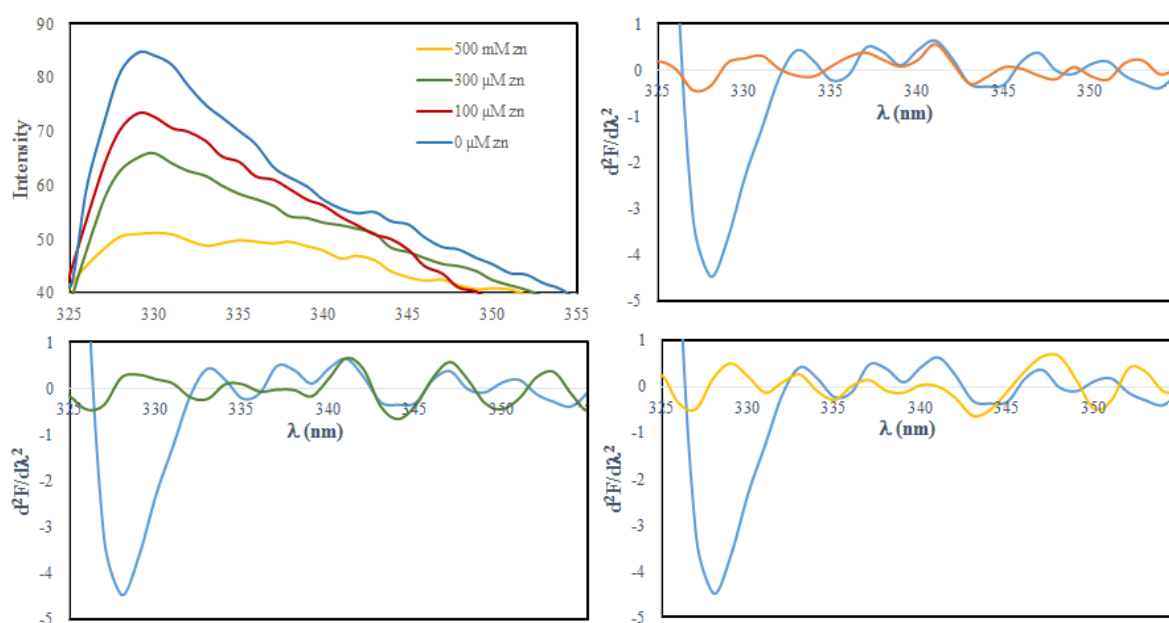 90
80
70
60
50
40
Intensity
500 mM zn
300 µM zn
100 µM zn
0 µM zn
325 330 335 340 345 350 355
1
0
-1
-2
-3
-4
-5
d²F/dλ²
325 330 335 340 345 350
λ (nm)
1
0
-1
-2
-3
-4
-5
d²F/dλ²
325 330 335 340 345 350
λ (nm)
1
0
-1
-2
-3
-4
-5
d²F/dλ²
325 330 335 340 345 350
λ (nm)